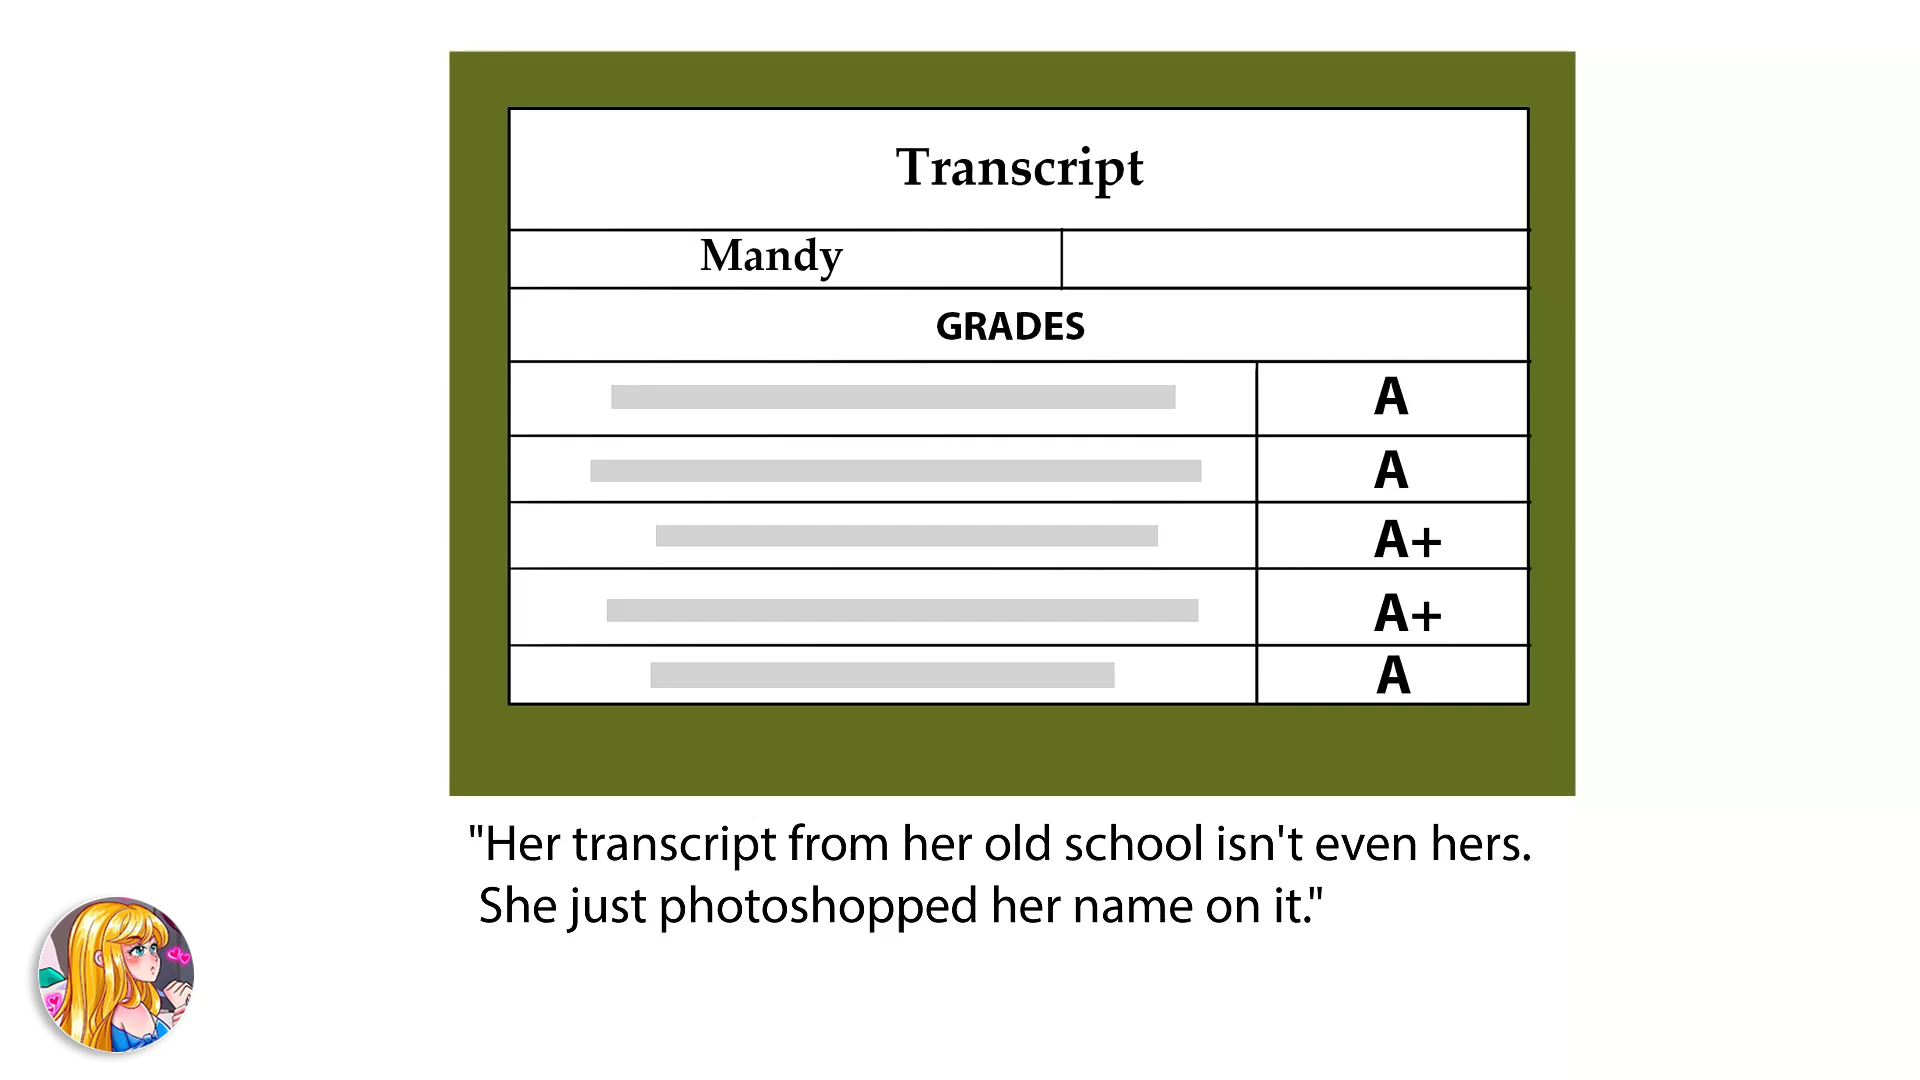 Transcript
Mandy
GRADES
A
A
A+
A+
A
"Her transcript from her old school isn't even hers.
She just photoshopped her name on it."